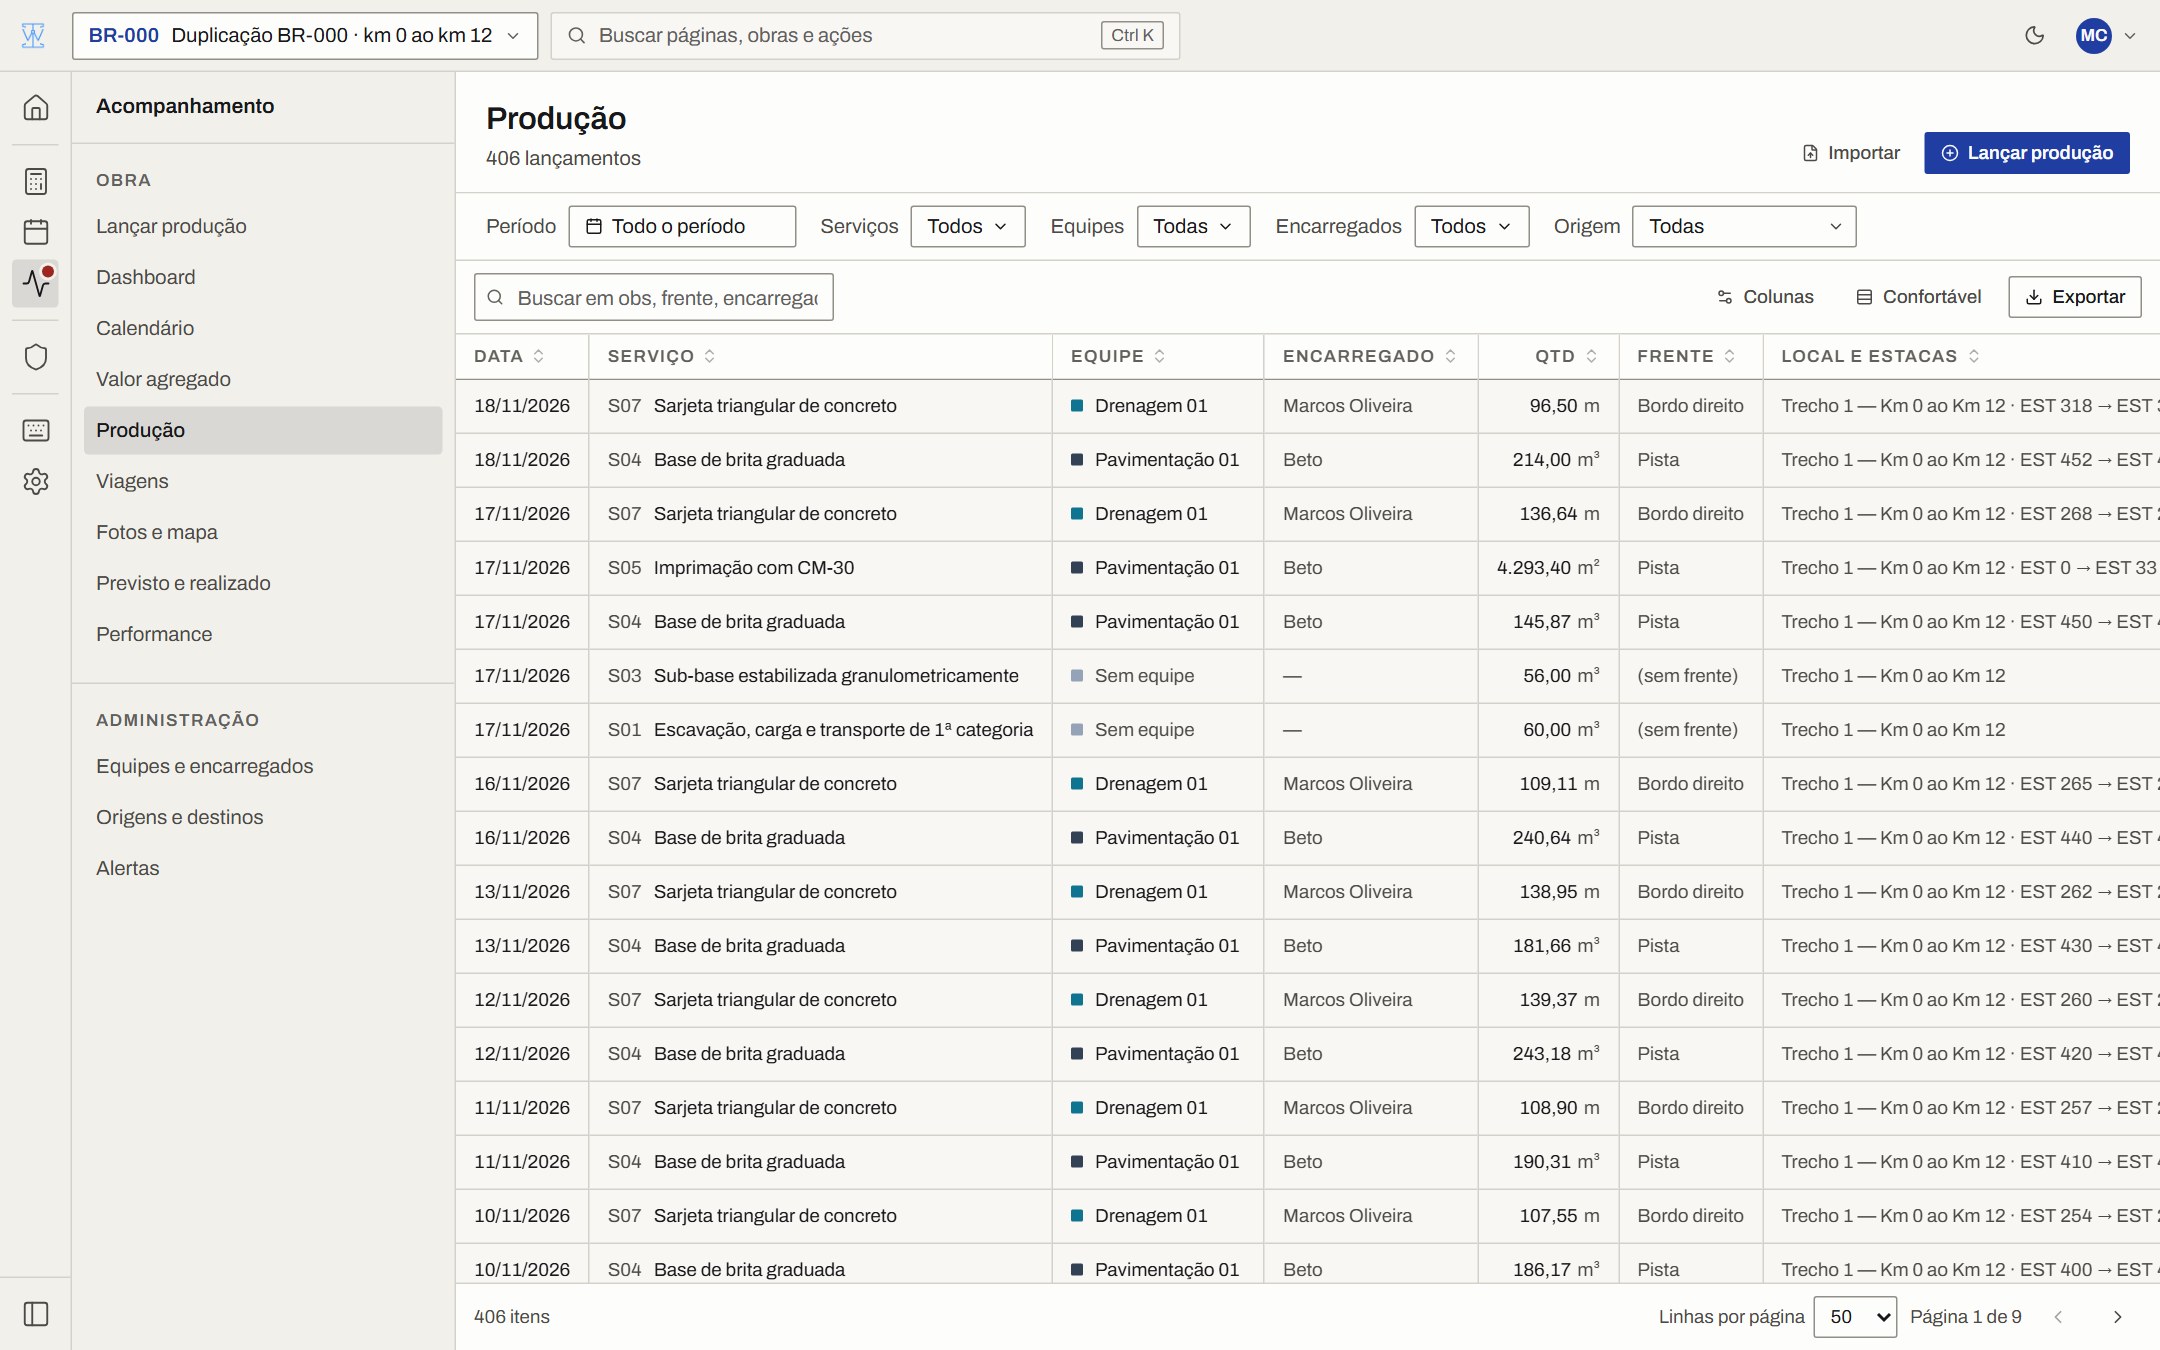 BR-000 Duplicação BR-000 · km 0 ao km 12
Buscar páginas, obras e ações
Ctrl K
MC
Acompanhamento
OBRA
Lançar produção
Dashboard
Calendário
Valor agregado
Produção
Viagens
Fotos e mapa
Previsto e realizado
Performance
ADMINISTRAÇÃO
Equipes e encarregados
Origens e destinos
Alertas
Produção
406 lançamentos
Importar
Lançar produção
Período Todo o período Serviços Todos Equipes Todas Encarregados Todos Origem Todas
Buscar em obs, frente, encarrega
Colunas Confortável Exportar
DATA SERVIÇO EQUIPE ENCARREGADO QTD FRENTE LOCAL E ESTACAS
18/11/2026 S07 Sarjeta triangular de concreto Drenagem 01 Marcos Oliveira 96,50 m Bordo direito Trecho 1 — Km 0 ao Km 12 · EST 318 → EST
18/11/2026 S04 Base de brita graduada Pavimentação 01 Beto 214,00 m³ Pista Trecho 1 — Km 0 ao Km 12 · EST 452 → EST
17/11/2026 S07 Sarjeta triangular de concreto Drenagem 01 Marcos Oliveira 136,64 m Bordo direito Trecho 1 — Km 0 ao Km 12 · EST 268 → EST
17/11/2026 S05 Imprimação com CM-30 Pavimentação 01 Beto 4.293,40 m² Pista Trecho 1 — Km 0 ao Km 12 · EST 0 → EST 33
17/11/2026 S04 Base de brita graduada Pavimentação 01 Beto 145,87 m³ Pista Trecho 1 — Km 0 ao Km 12 · EST 450 → EST
17/11/2026 S03 Sub-base estabilizada granulometricamente Sem equipe — 56,00 m³ (sem frente) Trecho 1 — Km 0 ao Km 12
17/11/2026 S01 Escavação, carga e transporte de 1ª categoria Sem equipe — 60,00 m³ (sem frente) Trecho 1 — Km 0 ao Km 12
16/11/2026 S07 Sarjeta triangular de concreto Drenagem 01 Marcos Oliveira 109,11 m Bordo direito Trecho 1 — Km 0 ao Km 12 · EST 265 → EST
16/11/2026 S04 Base de brita graduada Pavimentação 01 Beto 240,64 m³ Pista Trecho 1 — Km 0 ao Km 12 · EST 440 → EST
13/11/2026 S07 Sarjeta triangular de concreto Drenagem 01 Marcos Oliveira 138,95 m Bordo direito Trecho 1 — Km 0 ao Km 12 · EST 262 → EST
13/11/2026 S04 Base de brita graduada Pavimentação 01 Beto 181,66 m³ Pista Trecho 1 — Km 0 ao Km 12 · EST 430 → EST
12/11/2026 S07 Sarjeta triangular de concreto Drenagem 01 Marcos Oliveira 139,37 m Bordo direito Trecho 1 — Km 0 ao Km 12 · EST 260 → EST
12/11/2026 S04 Base de brita graduada Pavimentação 01 Beto 243,18 m³ Pista Trecho 1 — Km 0 ao Km 12 · EST 420 → EST
11/11/2026 S07 Sarjeta triangular de concreto Drenagem 01 Marcos Oliveira 108,90 m Bordo direito Trecho 1 — Km 0 ao Km 12 · EST 257 → EST
11/11/2026 S04 Base de brita graduada Pavimentação 01 Beto 190,31 m³ Pista Trecho 1 — Km 0 ao Km 12 · EST 410 → EST
10/11/2026 S07 Sarjeta triangular de concreto Drenagem 01 Marcos Oliveira 107,55 m Bordo direito Trecho 1 — Km 0 ao Km 12 · EST 254 → EST
10/11/2026 S04 Base de brita graduada Pavimentação 01 Beto 186,17 m³ Pista Trecho 1 — Km 0 ao Km 12 · EST 400 → EST
406 itens
Linhas por página 50 Página 1 de 9